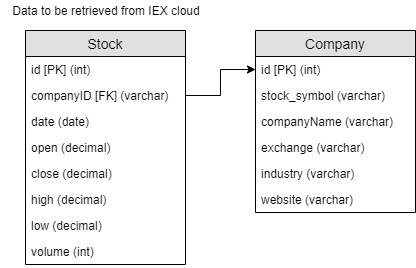 Data to be retrieved from IEX cloud
Stock
id [PK] (int)
companyID [FK] (varchar)
date (date)
open (decimal)
close (decimal)
high (decimal)
low (decimal)
volume (int)
Company
id [PK] (int)
stock_symbol (varchar)
companyName (varchar)
exchange (varchar)
industry (varchar)
website (varchar)